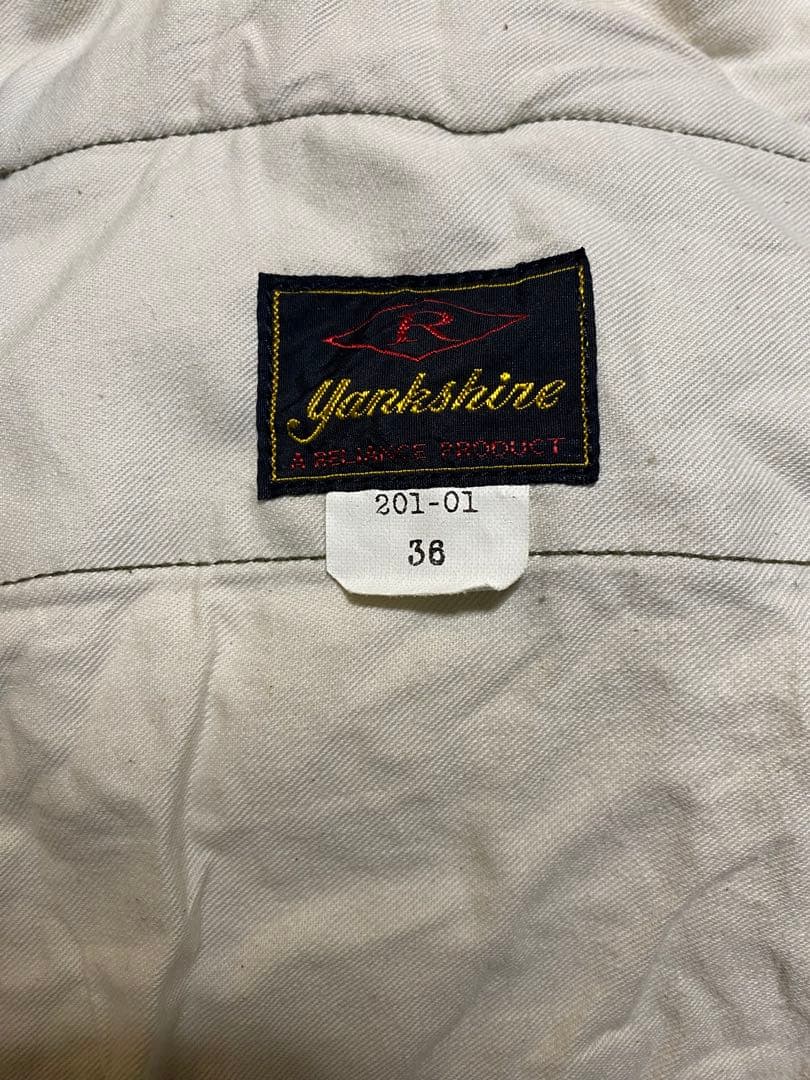 R
Yankshire
A RELIANCE PRODUCT
201-01
36